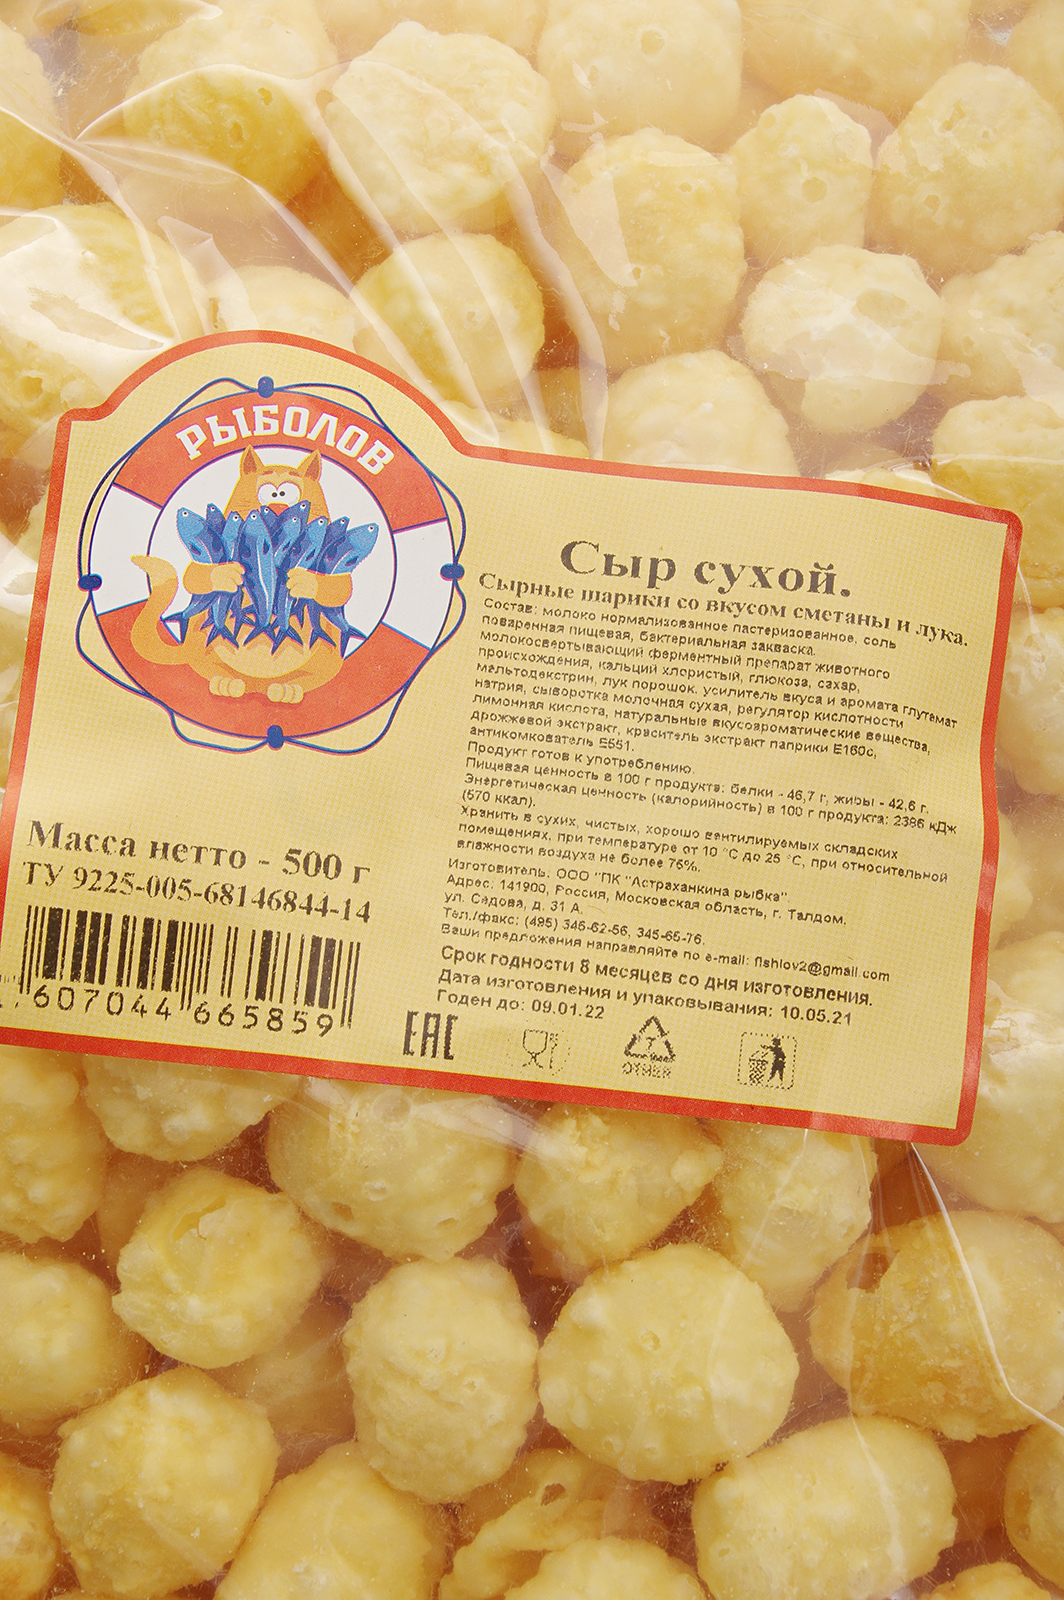 РЫБОЛОВ
Сыр сухой.
Сырные шарики со вкусом сметаны и лука.
Состав: молоко нормализованное пастеризованное, соль
поваренная пищевая, бактериальная закваска.
молокосвертывающий ферментный препарат животного
происхождения, кальций хлористый, глюкоза, сахар,
мальтодекстрин, лук порошок, усилитель вкуса и аромата глутемат
натрия, сыворотка молочная сухая, регулятор кислотности
лимонная кислота, натуральные вкусоароматические вещества,
дрожжевой экстракт, краситель экстракт паприки Е160с,
антикомкователь Е551.
Продукт готов к употреблению.
Пищевая ценность в 100 г продукта: белки - 46,7 г, жиры - 42,6 г.
Энергетическая ценность (калорийность) в 100 г продукта: 2386 кДж
(570 ккал).
Хранить в сухих, чистых, хорошо вентилируемых складских
помещениях, при температуре от 10 °С до 25 °С, при относительной
влажности воздуха не более 75%.
Изготовитель: ООО "ПК "Астраханкина рыбка".
Адрес: 141900, Россия, Московская область, г. Талдом,
ул. Седова, д. 31 А.
Тел./факс: (495) 345-62-56, 345-65-76.
Ваши предложения направляйте по e-mail: fishlov2@gmail.com
Срок годности 8 месяцев со дня изготовления.
Дата изготовления и упаковывания: 10.05.21
Годен до: 09.01.22
Масса нетто - 500 г
ТУ 9225-005-68146844-14
607044 665859
EAC
7
OTHER